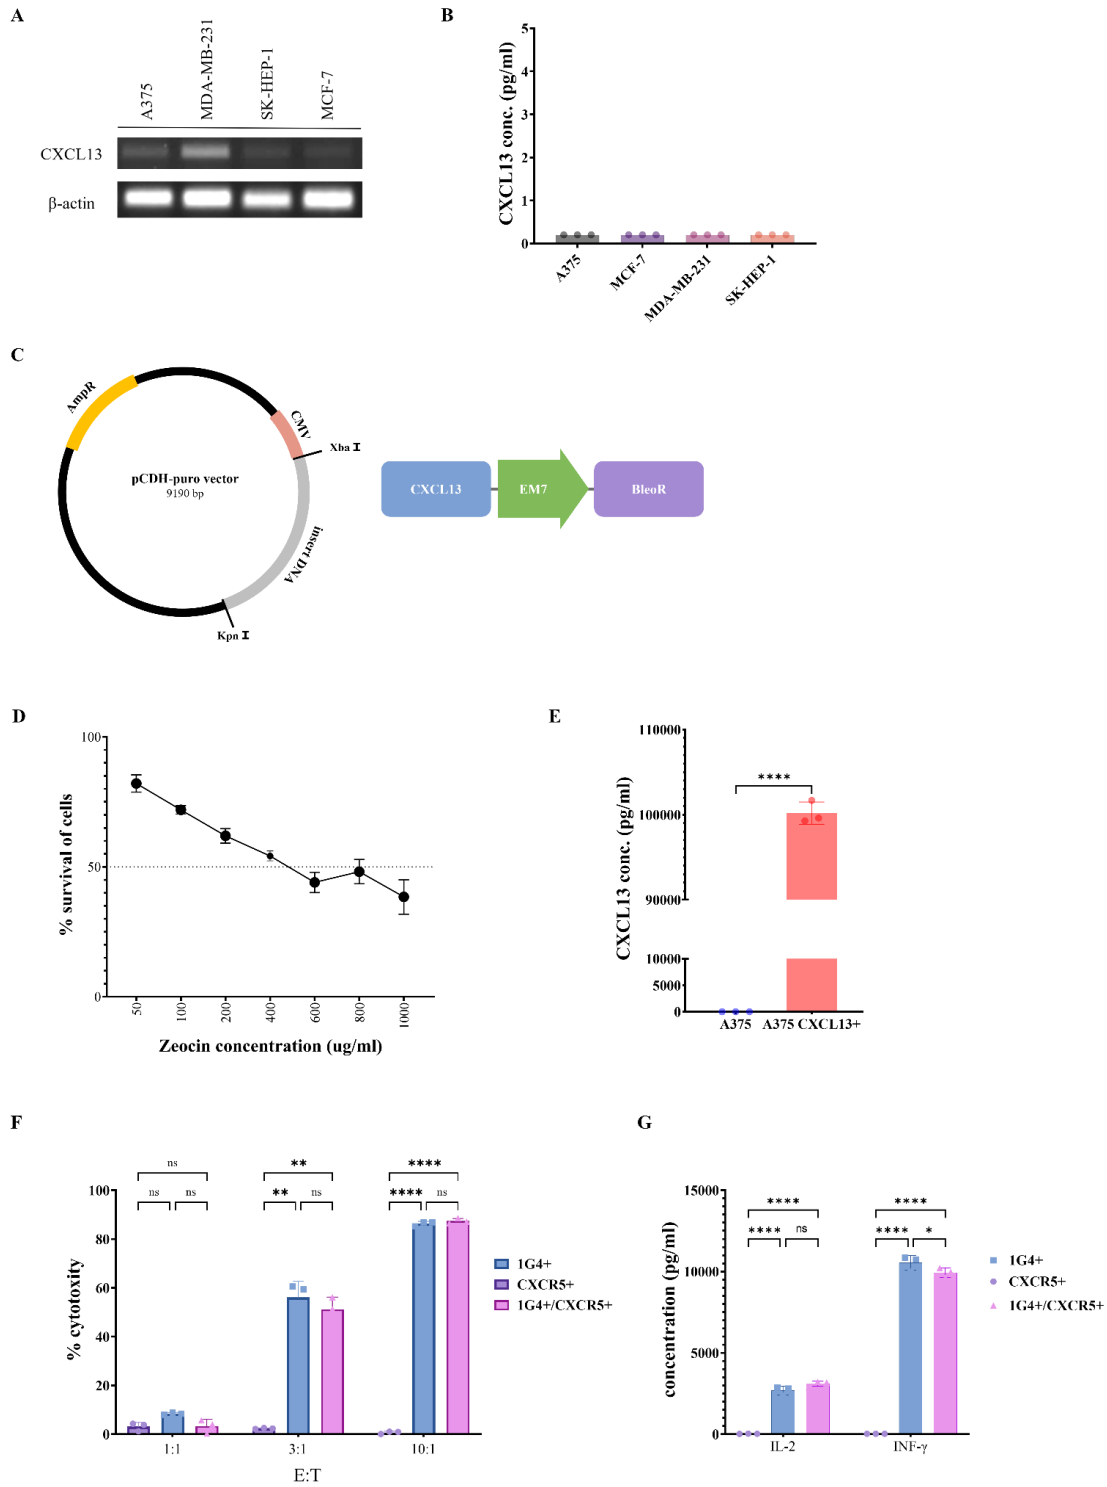 A
A375
MDA-MB-231
SK-HEP-1
MCF-7
CXCL13
β-actin
B
CXCL13 conc. (pg/ml)
5
4
3
2
1
0
A375
MCF-7
MDA-MB-231
SK-HEP-1
C
AmpR
CMV
Xba I
pCDH-puro vector
9190 bp
insert DNA
Kpn I
CXCL13
EM7
BleoR
D
% survival of cells
100
50
0
50
100
200
400
600
800
1000
Zeocin concentration (ug/ml)
E
CXCL13 conc. (pg/ml)
110000
100000
90000
10000
5000
0
****
A375
A375 CXCL13+
F
% cytotoxity
100
80
60
40
20
0
ns
ns
ns
**
**
ns
****
****
ns
1:1
3:1
10:1
E:T
1G4+
CXCR5+
1G4+/CXCR5+
G
concentration (pg/ml)
15000
10000
5000
0
****
****
ns
****
****
*
IL-2
INF-γ
1G4+
CXCR5+
1G4+/CXCR5+